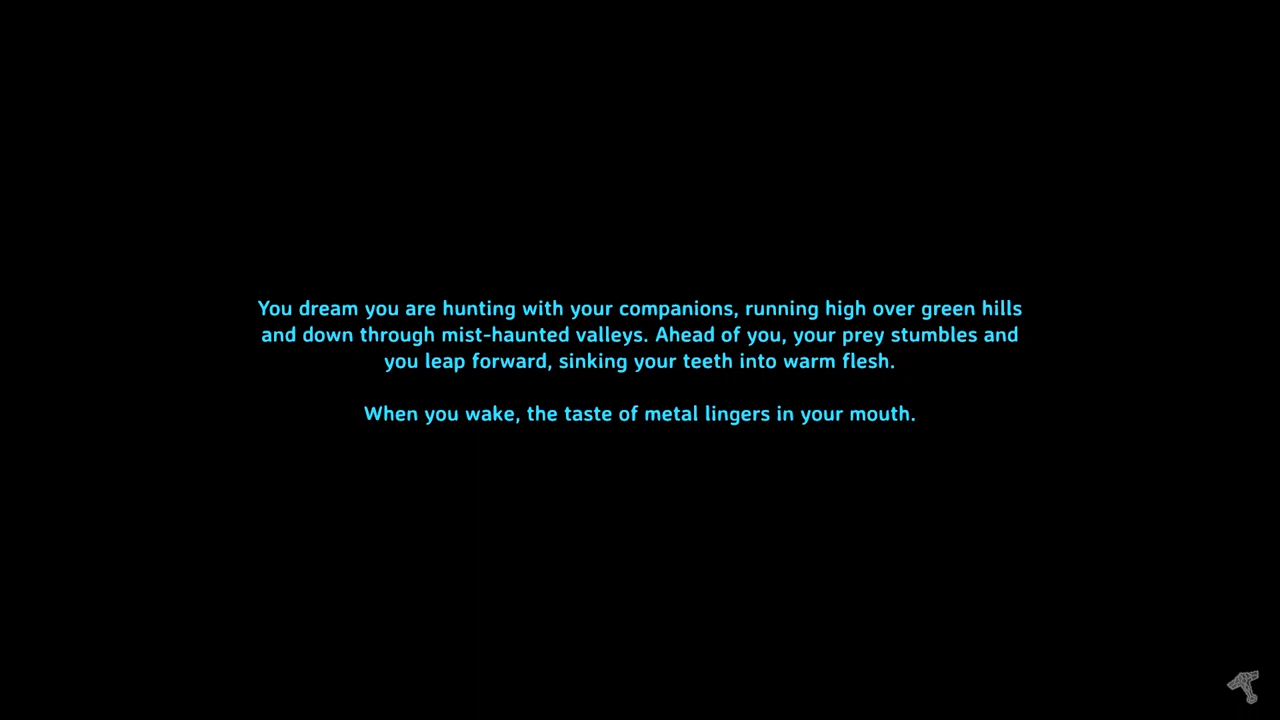 You dream you are hunting with your companions, running high over green hills
and down through mist-haunted valleys. Ahead of you, your prey stumbles and
you leap forward, sinking your teeth into warm flesh.
When you wake, the taste of metal lingers in your mouth.